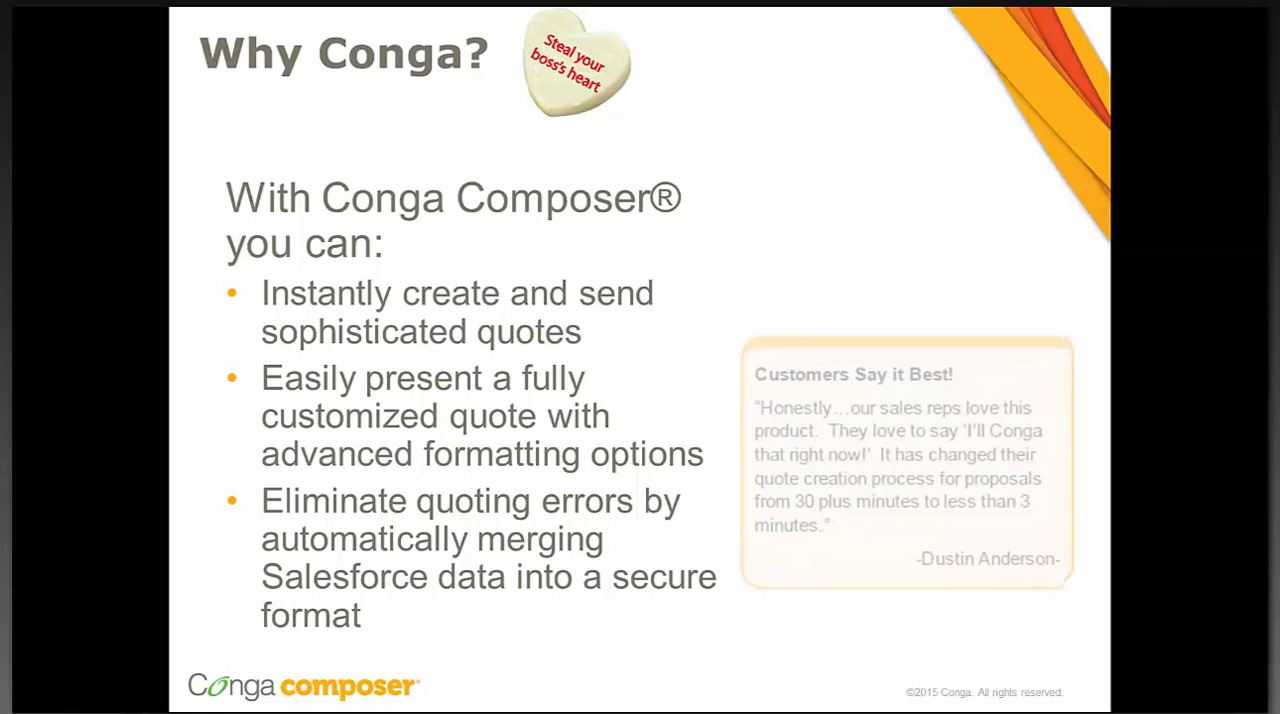 Why Conga?
Steal your
boss's heart
With Conga Composer®
you can:
• Instantly create and send
sophisticated quotes
• Easily present a fully
customized quote with
advanced formatting options
• Eliminate quoting errors by
automatically merging
Salesforce data into a secure
format
Customers Say it Best!
"Honestly…our sales reps love this
product. They love to say 'I'll Conga
that right now!' It has changed their
quote creation process for proposals
from 30 plus minutes to less than 3
minutes."
-Dustin Anderson-
Conga composer
©2015 Conga. All rights reserved.